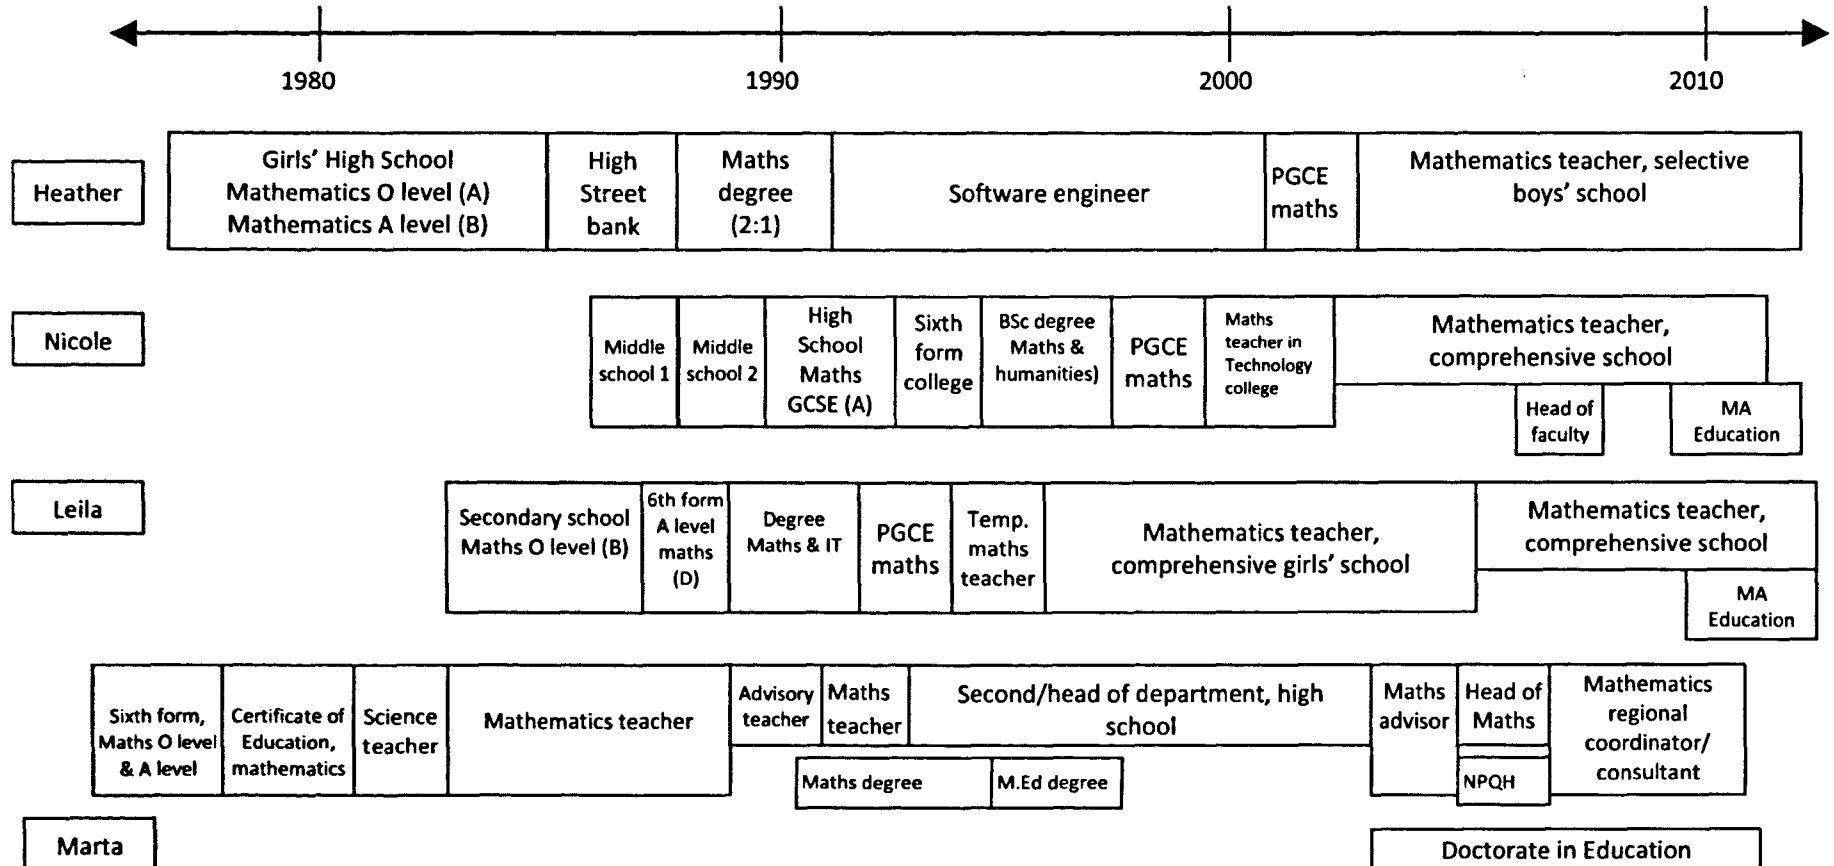 1980 1990 2000 2010
Heather
Girls' High School
Mathematics O level (A)
Mathematics A level (B)
High
Street
bank
Maths
degree
(2:1)
Software engineer
PGCE
maths
Mathematics teacher, selective
boys' school
Nicole
Middle
school 1
Middle
school 2
High
School
Maths
GCSE (A)
Sixth
form
college
BSc degree
Maths &
humanities)
PGCE
maths
Maths
teacher in
Technology
college
Mathematics teacher,
comprehensive school
Head of
faculty
MA
Education
Leila
Secondary school
Maths O level (B)
6th form
A level
maths
(D)
Degree
Maths & IT
PGCE
maths
Temp.
maths
teacher
Mathematics teacher,
comprehensive girls' school
Mathematics teacher,
comprehensive school
MA
Education
Sixth form,
Maths O level
& A level
Certificate of
Education,
mathematics
Science
teacher
Mathematics teacher
Advisory
teacher
Maths
teacher
Second/head of department, high
school
Maths
advisor
Head of
Maths
Mathematics
regional
coordinator/
consultant
Maths degree
M.Ed degree
NPQH
Marta
Doctorate in Education